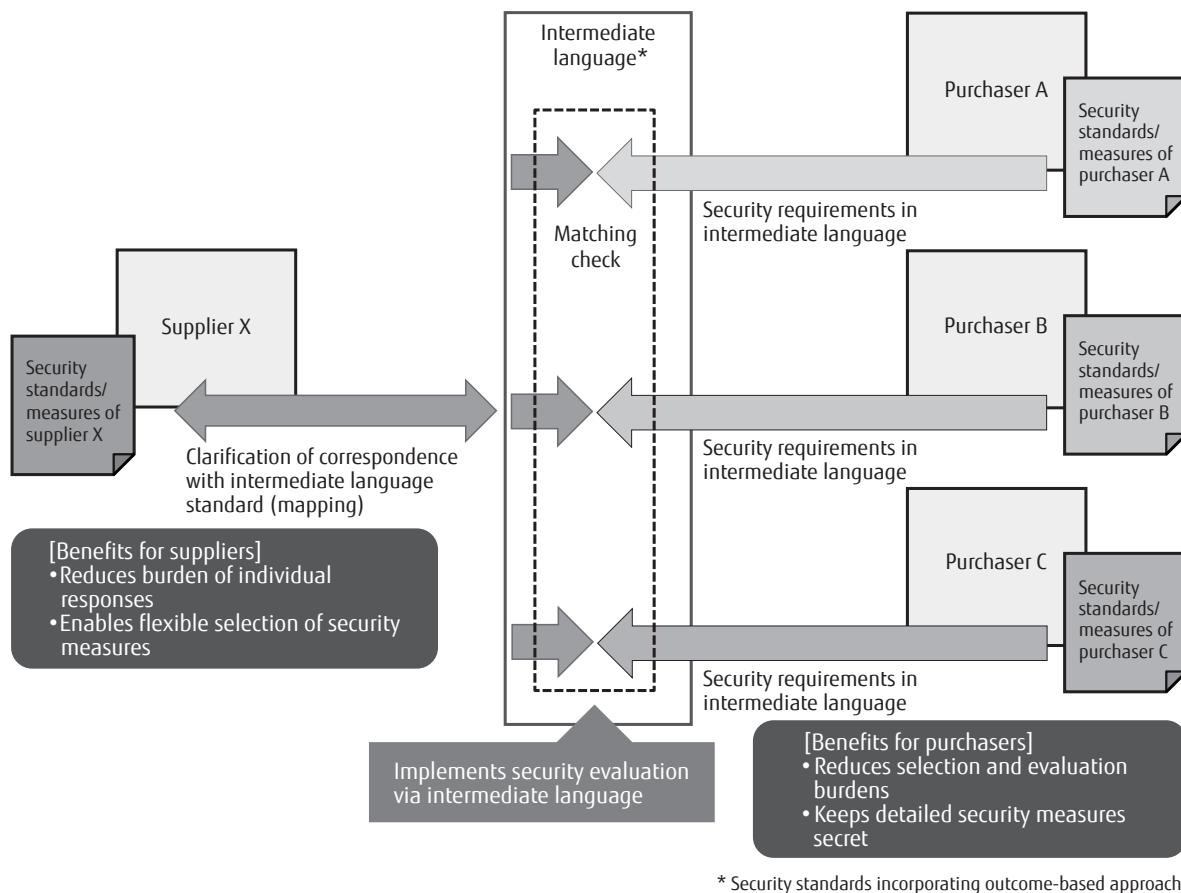 Intermediate
language*
Purchaser A
Security
standards/
measures of
purchaser A
Security requirements in
intermediate language
Matching
check
Supplier X
Security
standards/
measures of
supplier X
Clarification of correspondence
with intermediate language
standard (mapping)
Purchaser B
Security
standards/
measures of
purchaser B
Security requirements in
intermediate language
[Benefits for suppliers]
•Reduces burden of individual
responses
•Enables flexible selection of security
measures
Purchaser C
Security
standards/
measures of
purchaser C
Security requirements in
intermediate language
Implements security evaluation
via intermediate language
[Benefits for purchasers]
• Reduces selection and evaluation
burdens
• Keeps detailed security measures
secret
* Security standards incorporating outcome-based approach